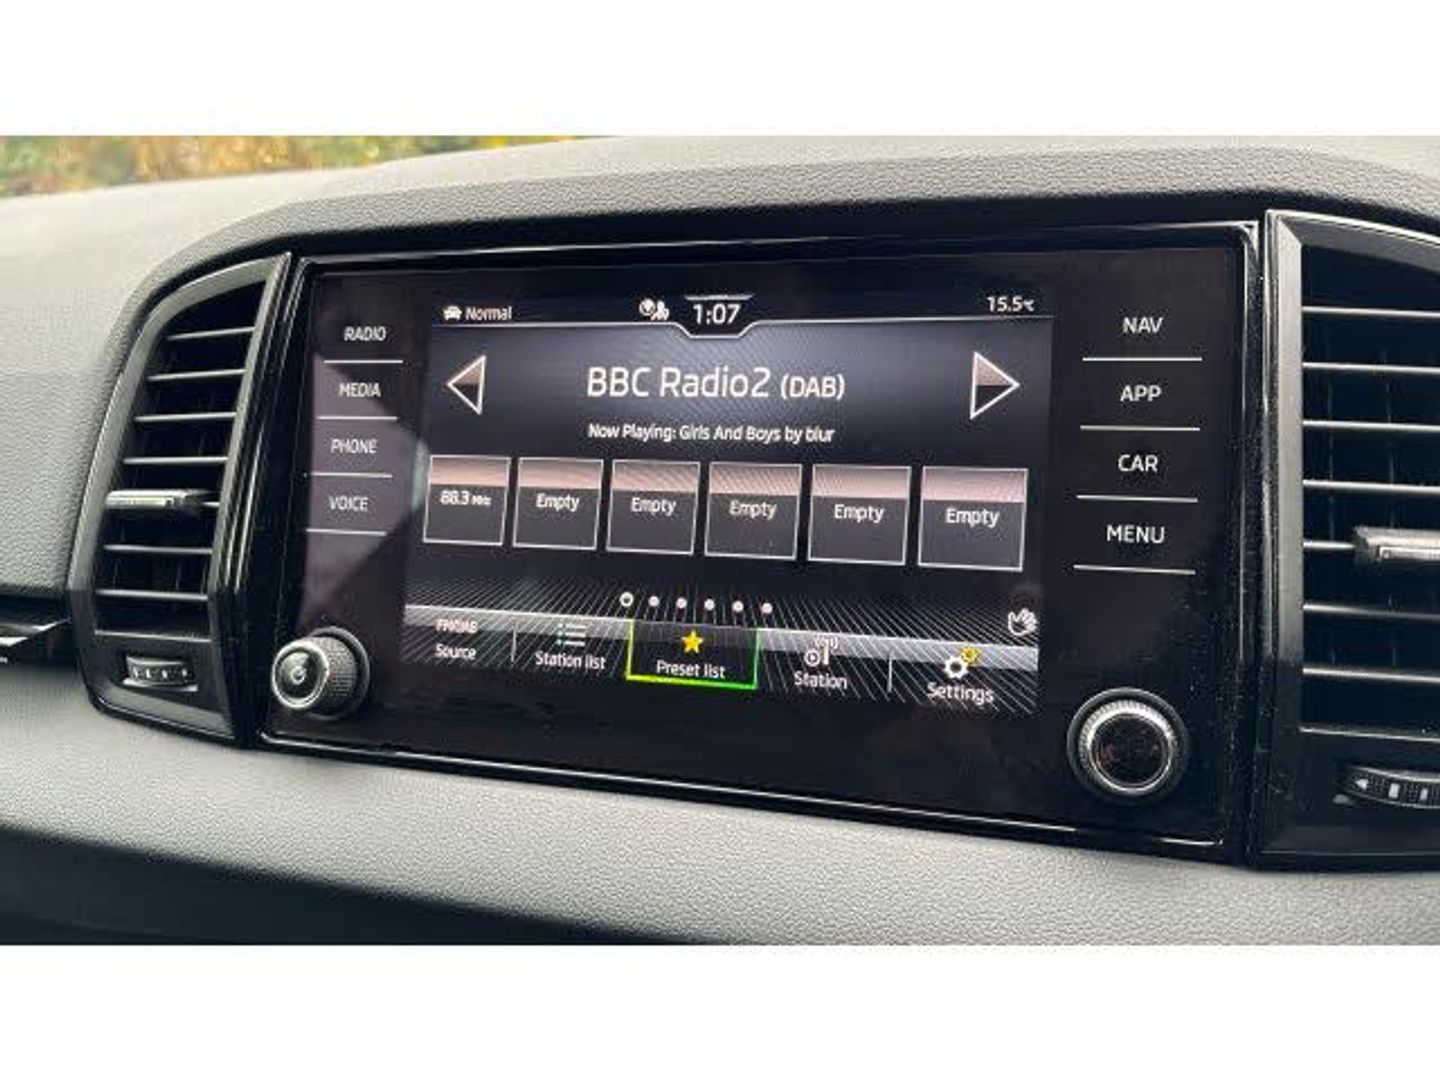 Normal
1:07
15.5°C
RADIO
MEDIA
PHONE
VOICE
BBC Radio2 (DAB)
Now Playing: Girls And Boys by blur
88.3 MHz
Empty
Empty
Empty
Empty
Empty
FM DAB
Source
Station list
Preset list
Station
Settings
NAV
APP
CAR
MENU